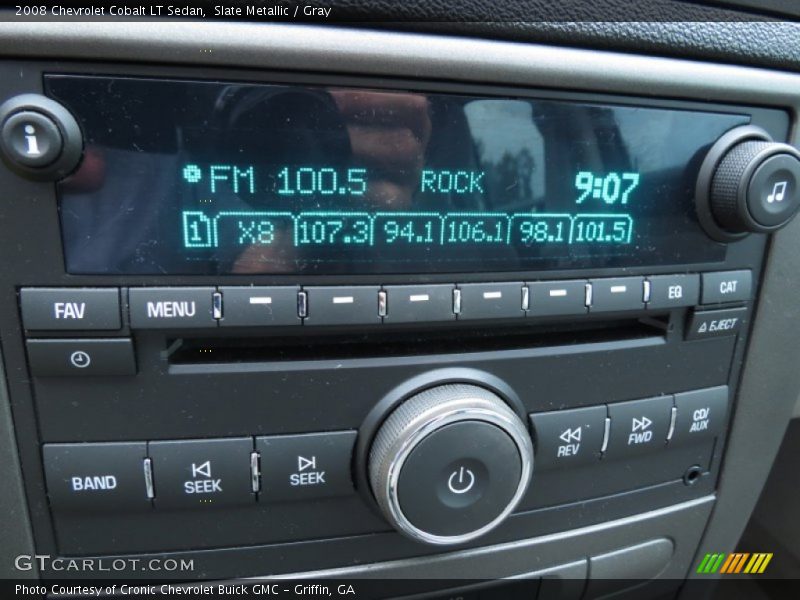 2008 Chevrolet Cobalt LT Sedan, Slate Metallic / Gray
i
FM 100.5 ROCK 9:07
1 X8 107.3 94.1 106.1 98.1 101.5
FAV MENU EQ CAT
EJECT
BAND SEEK SEEK REV FWD CD/AUX
GTCARLOT.COM
Photo Courtesy of Cronic Chevrolet Buick GMC - Griffin, GA